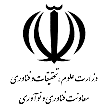 وزارت علوم، تحقیقات و فناوری
معاونت فناوری و نوآوری